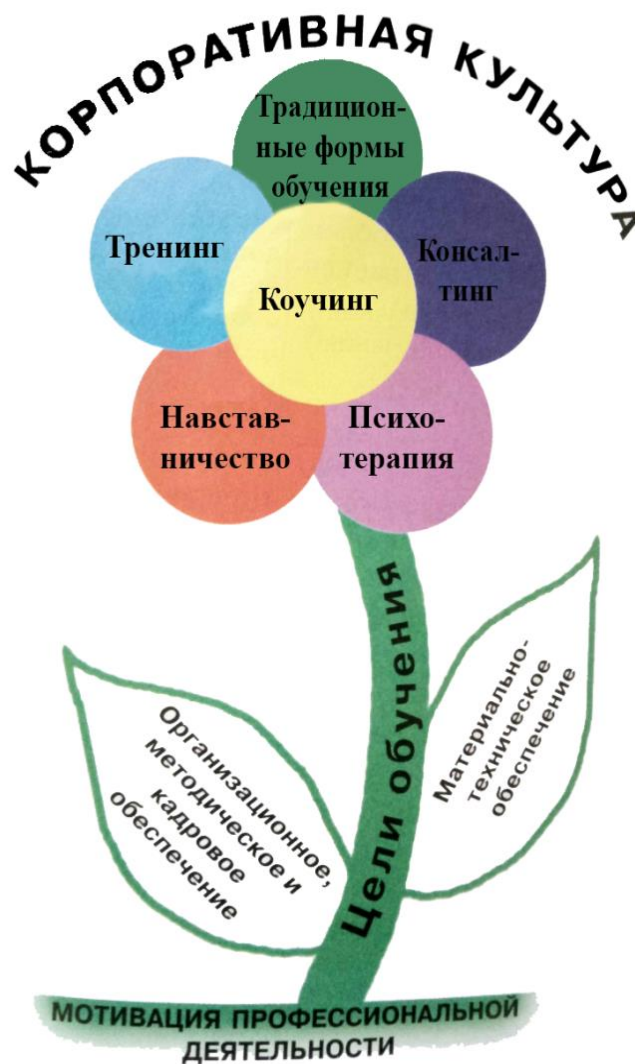 КОРПОРАТИВНАЯ КУЛЬТУРА
Традицион-
ные формы
обучения
Тренинг
Консал-
тинг
Коучинг
Навстав-
ничество
Психо-
терапия
Цели обучения
Организационное,
методическое и
кадровое
обеспечение
Материально-
техническое
обеспечение
МОТИВАЦИЯ ПРОФЕССИОНАЛЬНОЙ
ДЕЯТЕЛЬНОСТИ